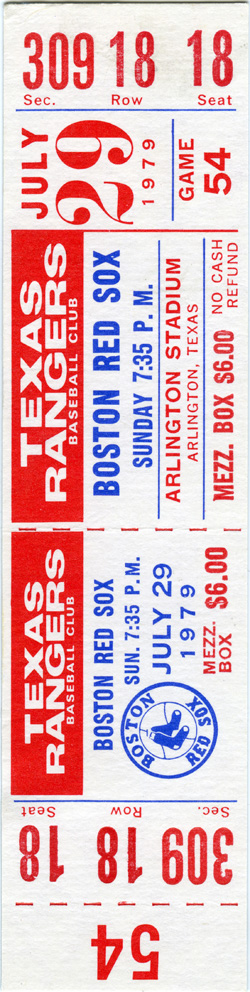 309 18 18
Sec. Row Seat
JULY
29
1979
GAME
54
TEXAS
RANGERS
BASEBALL CLUB
BOSTON RED SOX
SUNDAY 7:35 P. M.
ARLINGTON STADIUM
ARLINGTON, TEXAS
NO CASH
REFUND
MEZZ. BOX $6.00
TEXAS
RANGERS
BASEBALL CLUB
BOSTON RED SOX
SUN. 7:35 P. M.
JULY 29
1979
MEZZ.
BOX
$6.00
BOSTON
RED SOX
Sec. Row Seat
309 18 18
54